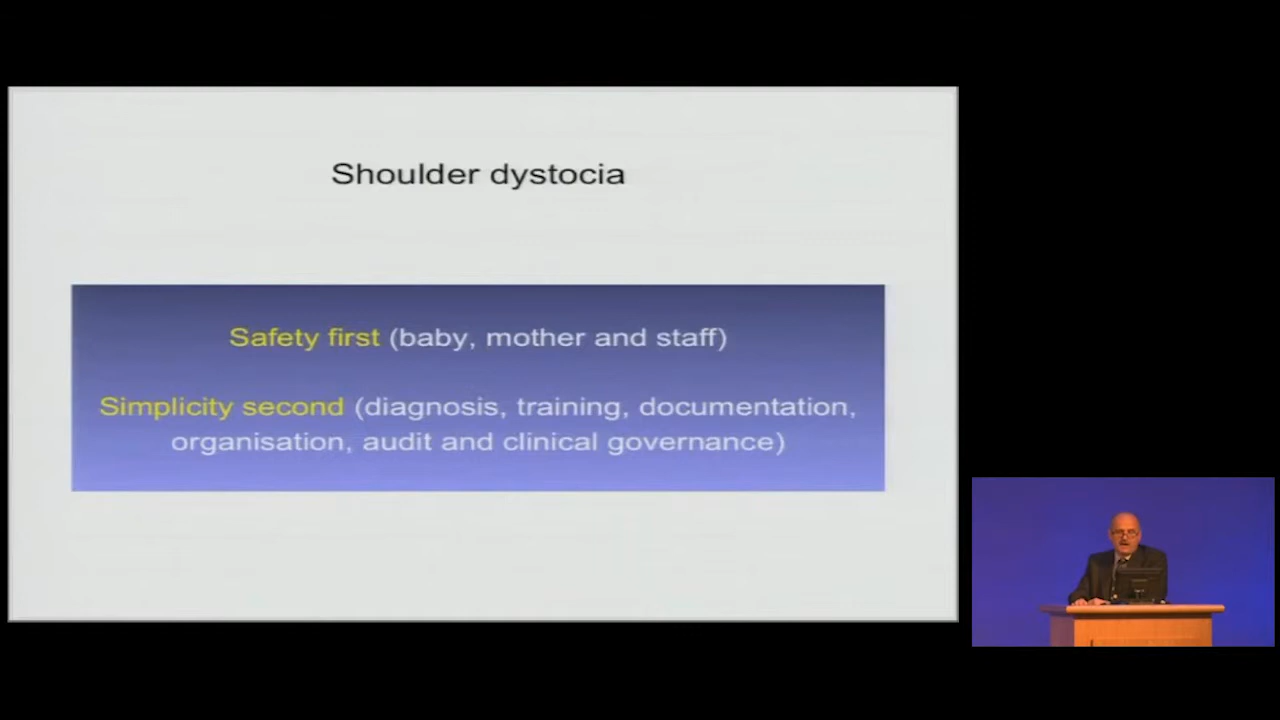 Shoulder dystocia
Safety first (baby, mother and staff)
Simplicity second (diagnosis, training, documentation,
organisation, audit and clinical governance)